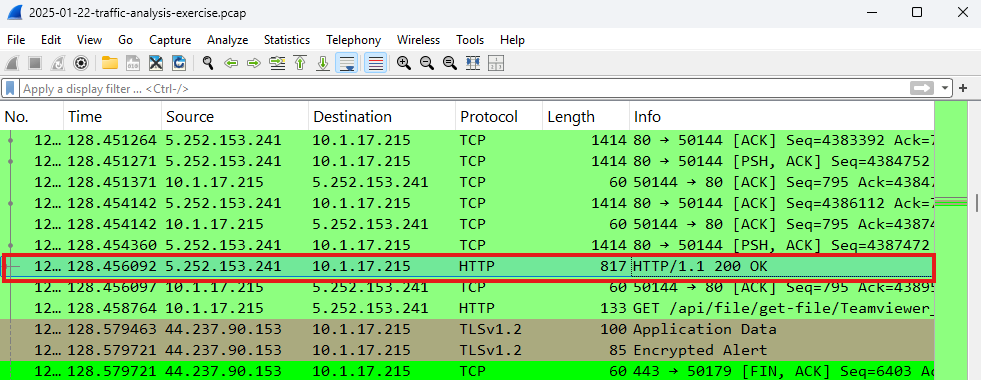 2025-01-22-traffic-analysis-exercise.pcap
File Edit View Go Capture Analyze Statistics Telephony Wireless Tools Help
Apply a display filter ... <Ctrl-/>
No. Time Source Destination Protocol Length Info
12… 128.451264 5.252.153.241 10.1.17.215 TCP 1414 80 → 50144 [ACK] Seq=4383392 Ack=7
12… 128.451271 5.252.153.241 10.1.17.215 TCP 1414 80 → 50144 [PSH, ACK] Seq=4384752
12… 128.451371 10.1.17.215 5.252.153.241 TCP 60 50144 → 80 [ACK] Seq=795 Ack=43847
12… 128.454142 5.252.153.241 10.1.17.215 TCP 1414 80 → 50144 [ACK] Seq=4386112 Ack=7
12… 128.454142 10.1.17.215 5.252.153.241 TCP 60 50144 → 80 [ACK] Seq=795 Ack=43874
12… 128.454360 5.252.153.241 10.1.17.215 TCP 1414 80 → 50144 [PSH, ACK] Seq=4387472
12… 128.456092 5.252.153.241 10.1.17.215 HTTP 817 HTTP/1.1 200 OK
12… 128.456097 10.1.17.215 5.252.153.241 TCP 60 50144 → 80 [ACK] Seq=795 Ack=43895
12… 128.458764 10.1.17.215 5.252.153.241 HTTP 133 GET /api/file/get-file/Teamviewer_
12… 128.579463 44.237.90.153 10.1.17.215 TLSv1.2 100 Application Data
12… 128.579721 44.237.90.153 10.1.17.215 TLSv1.2 85 Encrypted Alert
12… 128.579721 44.237.90.153 10.1.17.215 TCP 60 443 → 50179 [FIN, ACK] Seq=6403 Ac